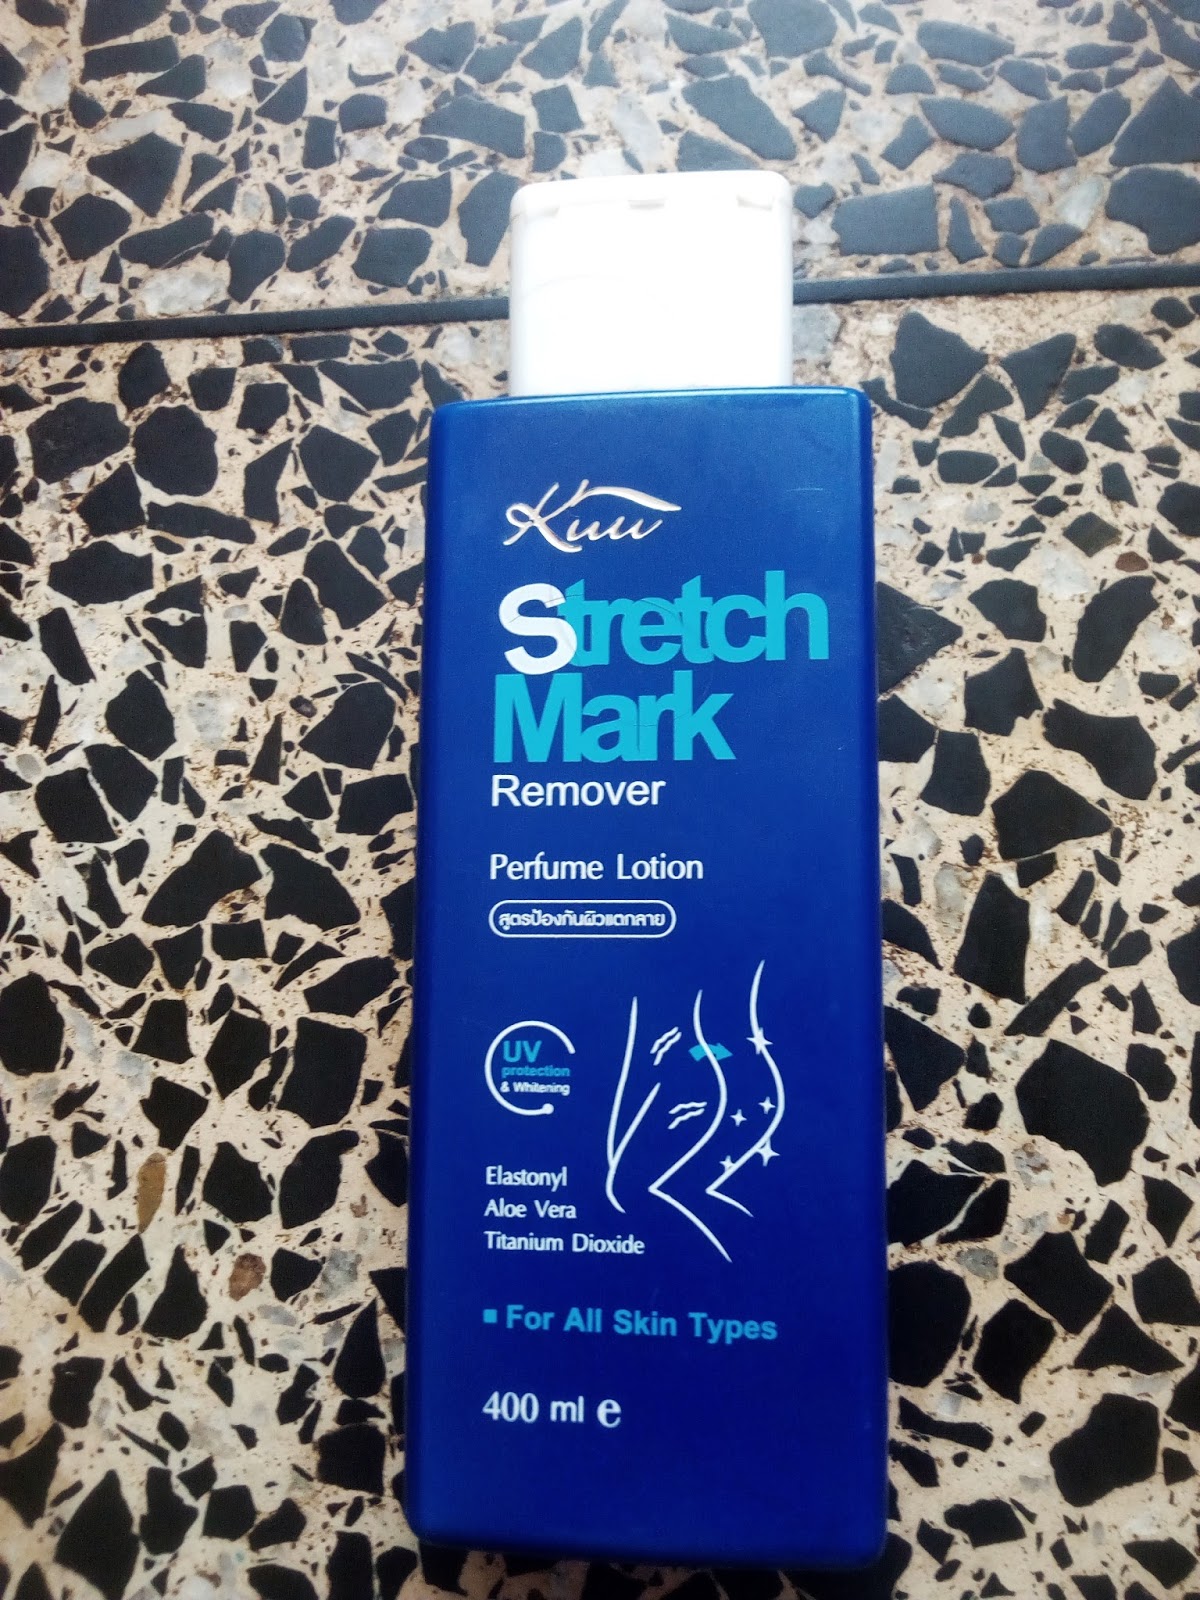 Kuu
Stretch
Mark
Remover
Perfume Lotion
สูตรป้องกันผิวแตกลาย
UV
protection
& Whitening
Elastonyl
Aloe Vera
Titanium Dioxide
For All Skin Types
400 ml e